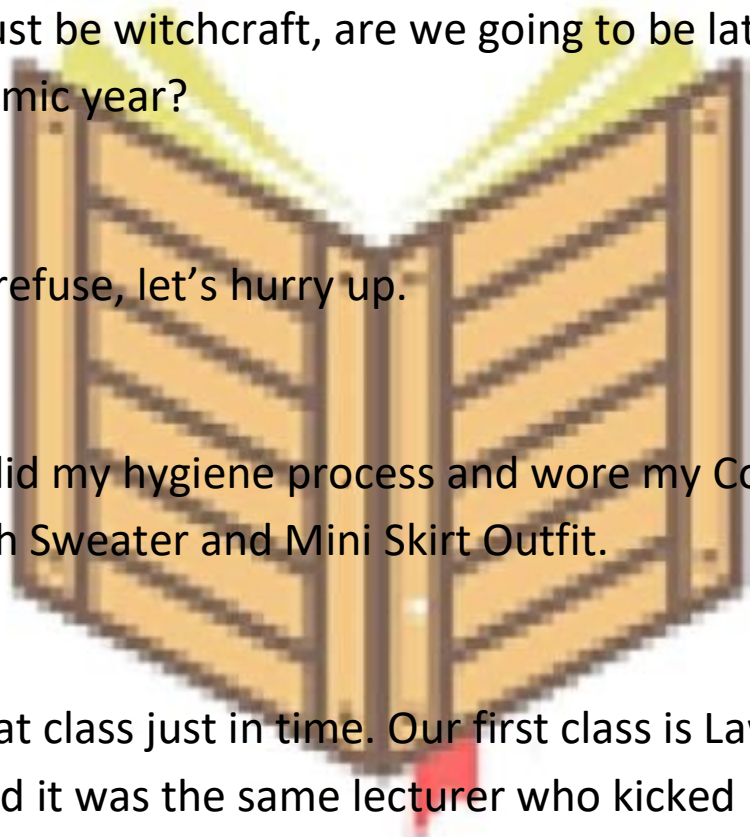 ust be witchcraft, are we going to be lat
mic year?
refuse, let’s hurry up.
did my hygiene process and wore my Co
h Sweater and Mini Skirt Outfit.
at class just in time. Our first class is Lav
d it was the same lecturer who kicked